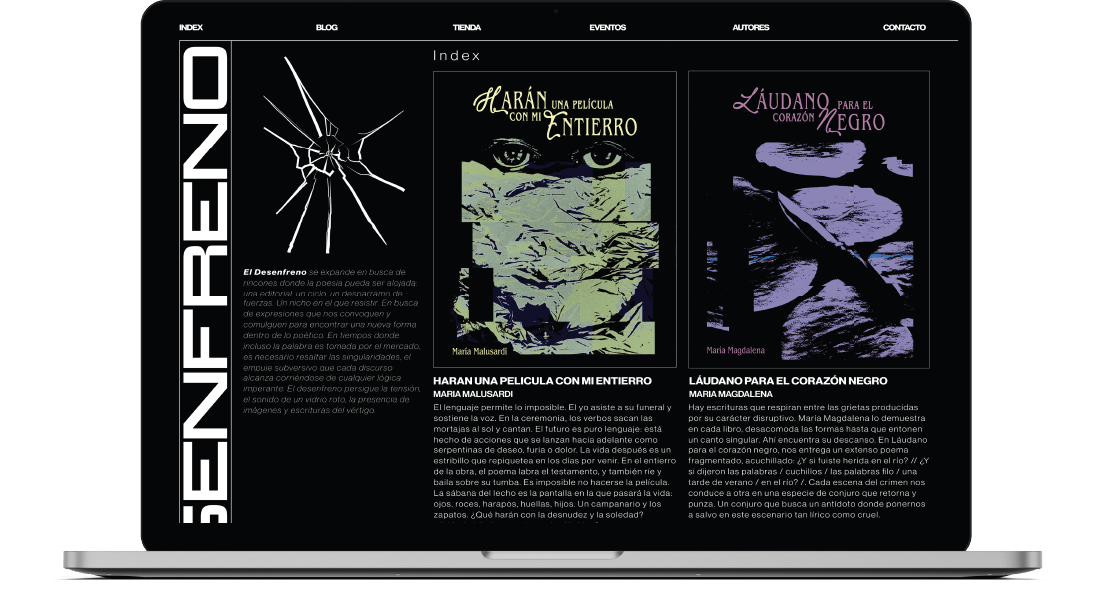 INDEX
BLOG
TIENDA
EVENTOS
AUTORES
CONTACTO
SENFRENO
El Desenfreno se expande en busca de
rincones donde la poesía pueda ser alojada:
una editorial, un ciclo, un desparramo de
fuerzas. Un nicho en el que resistir. En busca
de expresiones que nos convoquen y
comulguen para encontrar una nueva forma
dentro de lo poético. En tiempos donde
incluso la palabra es tomada por el mercado,
es necesario resaltar las singularidades, el
empuje subversivo que cada discurso
alcanza corriéndose de cualquier lógica
imperante. El desenfreno persigue la tensión,
el sonido de un vidrio roto, la presencia de
imágenes y escrituras del vértigo.
Index
HARÁN UNA PELÍCULA
CON MI ENTIERRO
María Malusardi
HARAN UNA PELICULA CON MI ENTIERRO
MARIA MALUSARDI
El lenguaje permite lo imposible. El yo asiste a su funeral y
sostiene la voz. En la ceremonia, los verbos sacan las
mortajas al sol y cantan. El futuro es puro lenguaje: está
hecho de acciones que se lanzan hacia adelante como
serpentinas de deseo, furia o dolor. La vida después es un
estribillo que repiquetea en los días por venir. En el entierro
de la obra, el poema labra el testamento, y también ríe y
baila sobre su tumba. Es imposible no hacerse la película.
La sábana del lecho es la pantalla en la que pasará la vida:
ojos, roces, harapos, huellas, hijos. Un campanario y los
zapatos. ¿Qué harán con la desnudez y la soledad?
LÁUDANO PARA EL
CORAZÓN NEGRO
María Magdalena
LÁUDANO PARA EL CORAZÓN NEGRO
MARIA MAGDALENA
Hay escrituras que respiran entre las grietas producidas
por su carácter disruptivo. María Magdalena lo demuestra
en cada libro, desacomoda las formas hasta que entonen
un canto singular. Ahí encuentra su descanso. En Láudano
para el corazón negro, nos entrega un extenso poema
fragmentado, acuchillado: ¿Y si fuiste herida en el río? // ¿Y
si dijeron las palabras / cuchillos / las palabras filo / una
tarde de verano / en el río? /. Cada escena del crimen nos
conduce a otra en una especie de conjuro que retorna y
punza. Un conjuro que busca un antídoto donde ponernos
a salvo en este escenario tan lírico como cruel.